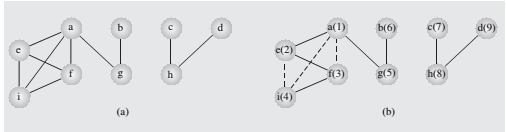 a b c d
e
f g h
i
(a)
a(1) b(6) c(7) d(9)
e(2)
f(3) g(5) h(8)
i(4)
(b)